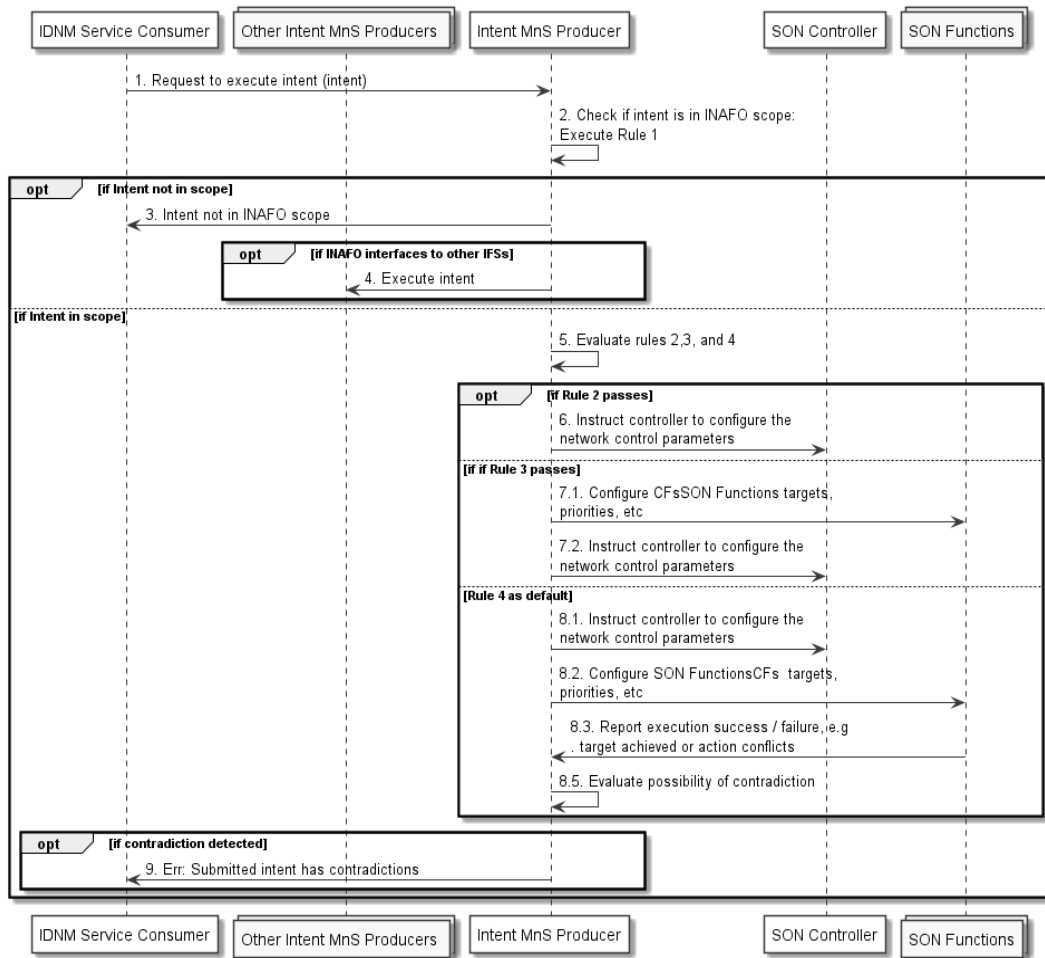 IDNM Service Consumer
Other Intent MnS Producers
Intent MnS Producer
SON Controller
SON Functions
1. Request to execute intent (intent)
2. Check if intent is in INAFO scope:
Execute Rule 1
opt
[if Intent not in scope]
3. Intent not in INAFO scope
opt
[if INAFO interfaces to other IFSs]
4. Execute intent
[if Intent in scope]
5. Evaluate rules 2,3, and 4
opt
[if Rule 2 passes]
6. Instruct controller to configure the
network control parameters
[if if Rule 3 passes]
7.1. Configure CFsSON Functions targets,
priorities, etc
7.2. Instruct controller to configure the
network control parameters
[Rule 4 as default]
8.1. Instruct controller to configure the
network control parameters
8.2. Configure SON FunctionsCFs  targets,
priorities, etc
8.3. Report execution success / failure, e.g
. target achieved or action conflicts
8.5. Evaluate possibility of contradiction
opt
[if contradiction detected]
9. Err: Submitted intent has contradictions
IDNM Service Consumer
Other Intent MnS Producers
Intent MnS Producer
SON Controller
SON Functions